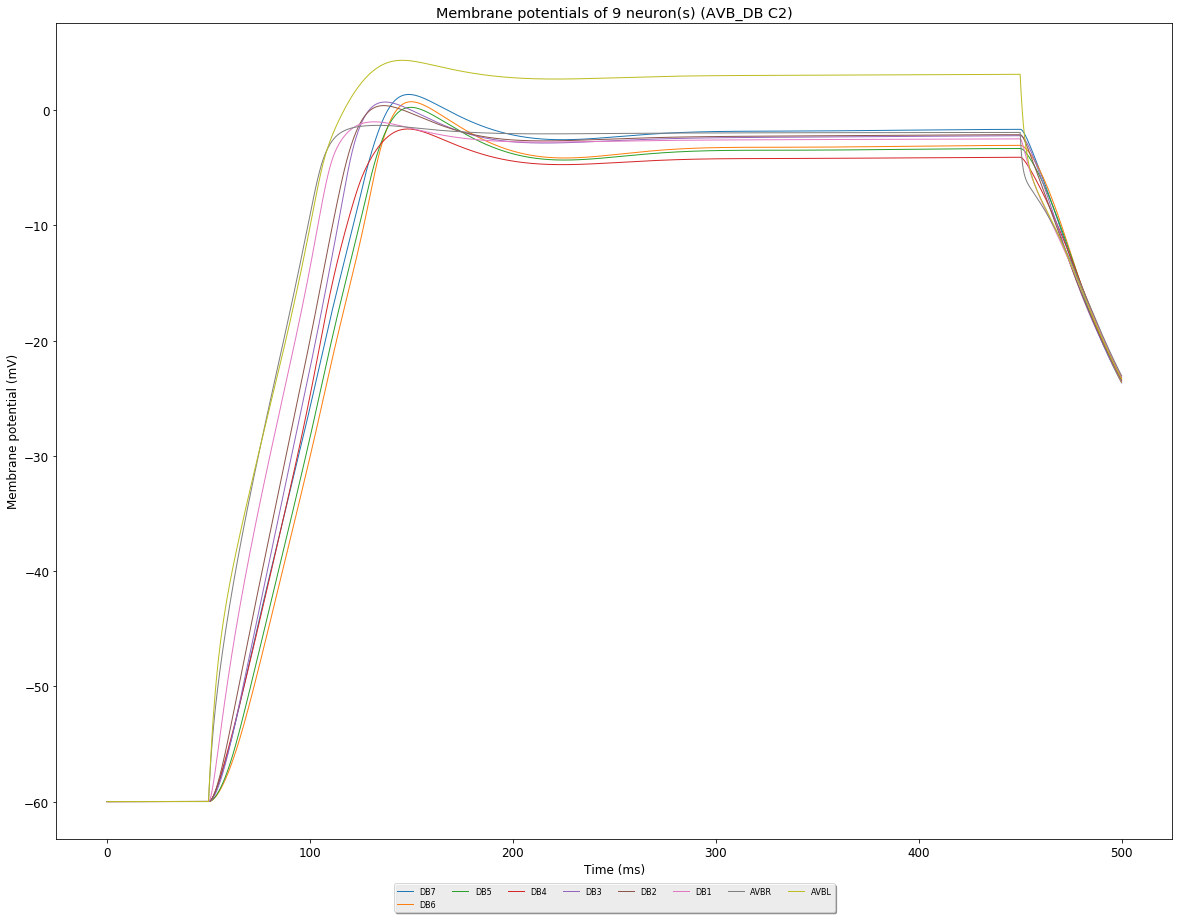 Membrane potentials of 9 neuron(s) (AVB_DB C2)
Membrane potential (mV)
0
−10
−20
−30
−40
−50
−60
0 100 200 300 400 500
Time (ms)
DB7 DB5 DB4 DB3 DB2 DB1 AVBR AVBL
DB6